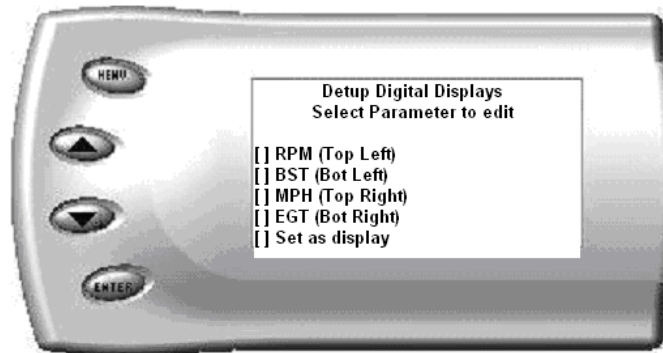 MENU
Detup Digital Displays
Select Parameter to edit
[ ] RPM (Top Left)
[ ] BST (Bot Left)
[ ] MPH (Top Right)
[ ] EGT (Bot Right)
[ ] Set as display
ENTER